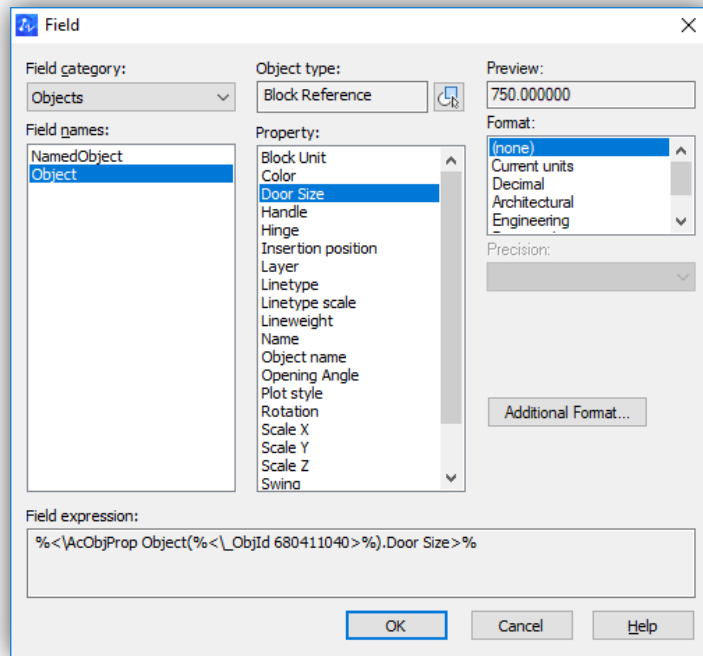 Field
Field category:
Objects
Field names:
NamedObject
Object
Object type:
Block Reference
Property:
Block Unit
Color
Door Size
Handle
Hinge
Insertion position
Layer
Linetype
Linetype scale
Lineweight
Name
Object name
Opening Angle
Plot style
Rotation
Scale X
Scale Y
Scale Z
Swing
Preview:
750.000000
Format:
(none)
Current units
Decimal
Architectural
Engineering
Precision:
Additional Format...
Field expression:
%<\AcObjProp Object(%<\_ObjId 680411040>%).Door Size>%
OK
Cancel
Help